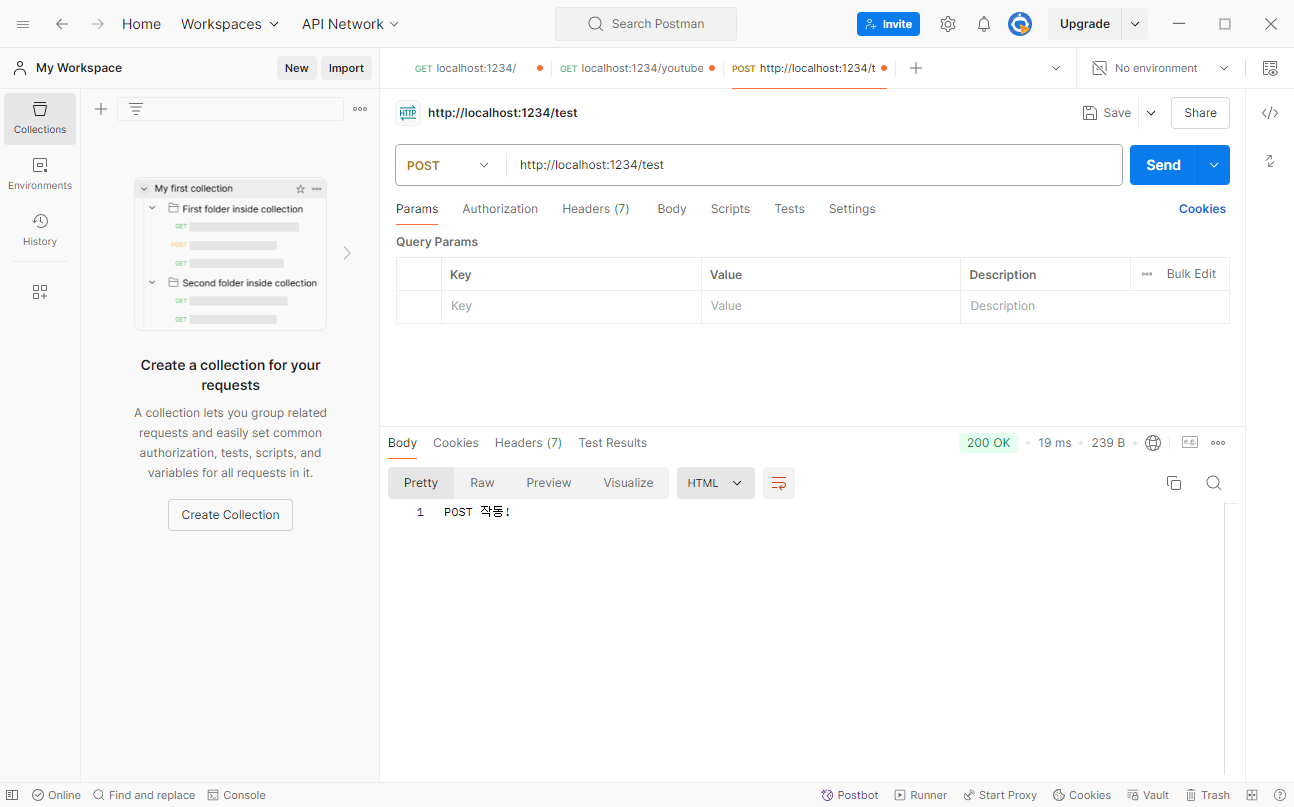 Home Workspaces API Network Search Postman Invite Upgrade
My Workspace New Import GET localhost:1234/ GET localhost:1234/youtube POST http://localhost:1234/t No environment
Collections
Environments
History
My first collection
First folder inside collection
GET
POST
GET
Second folder inside collection
GET
GET
Create a collection for your
requests
A collection lets you group related
requests and easily set common
authorization, tests, scripts, and
variables for all requests in it.
Create Collection
HTTP http://localhost:1234/test Save Share
POST http://localhost:1234/test Send
Params Authorization Headers (7) Body Scripts Tests Settings Cookies
Query Params
Key Value Description Bulk Edit
Key Value Description
Body Cookies Headers (7) Test Results 200 OK 19 ms 239 B e.g.
Pretty Raw Preview Visualize HTML
1 POST 작동!
Online Find and replace Console Postbot Runner Start Proxy Cookies Vault Trash